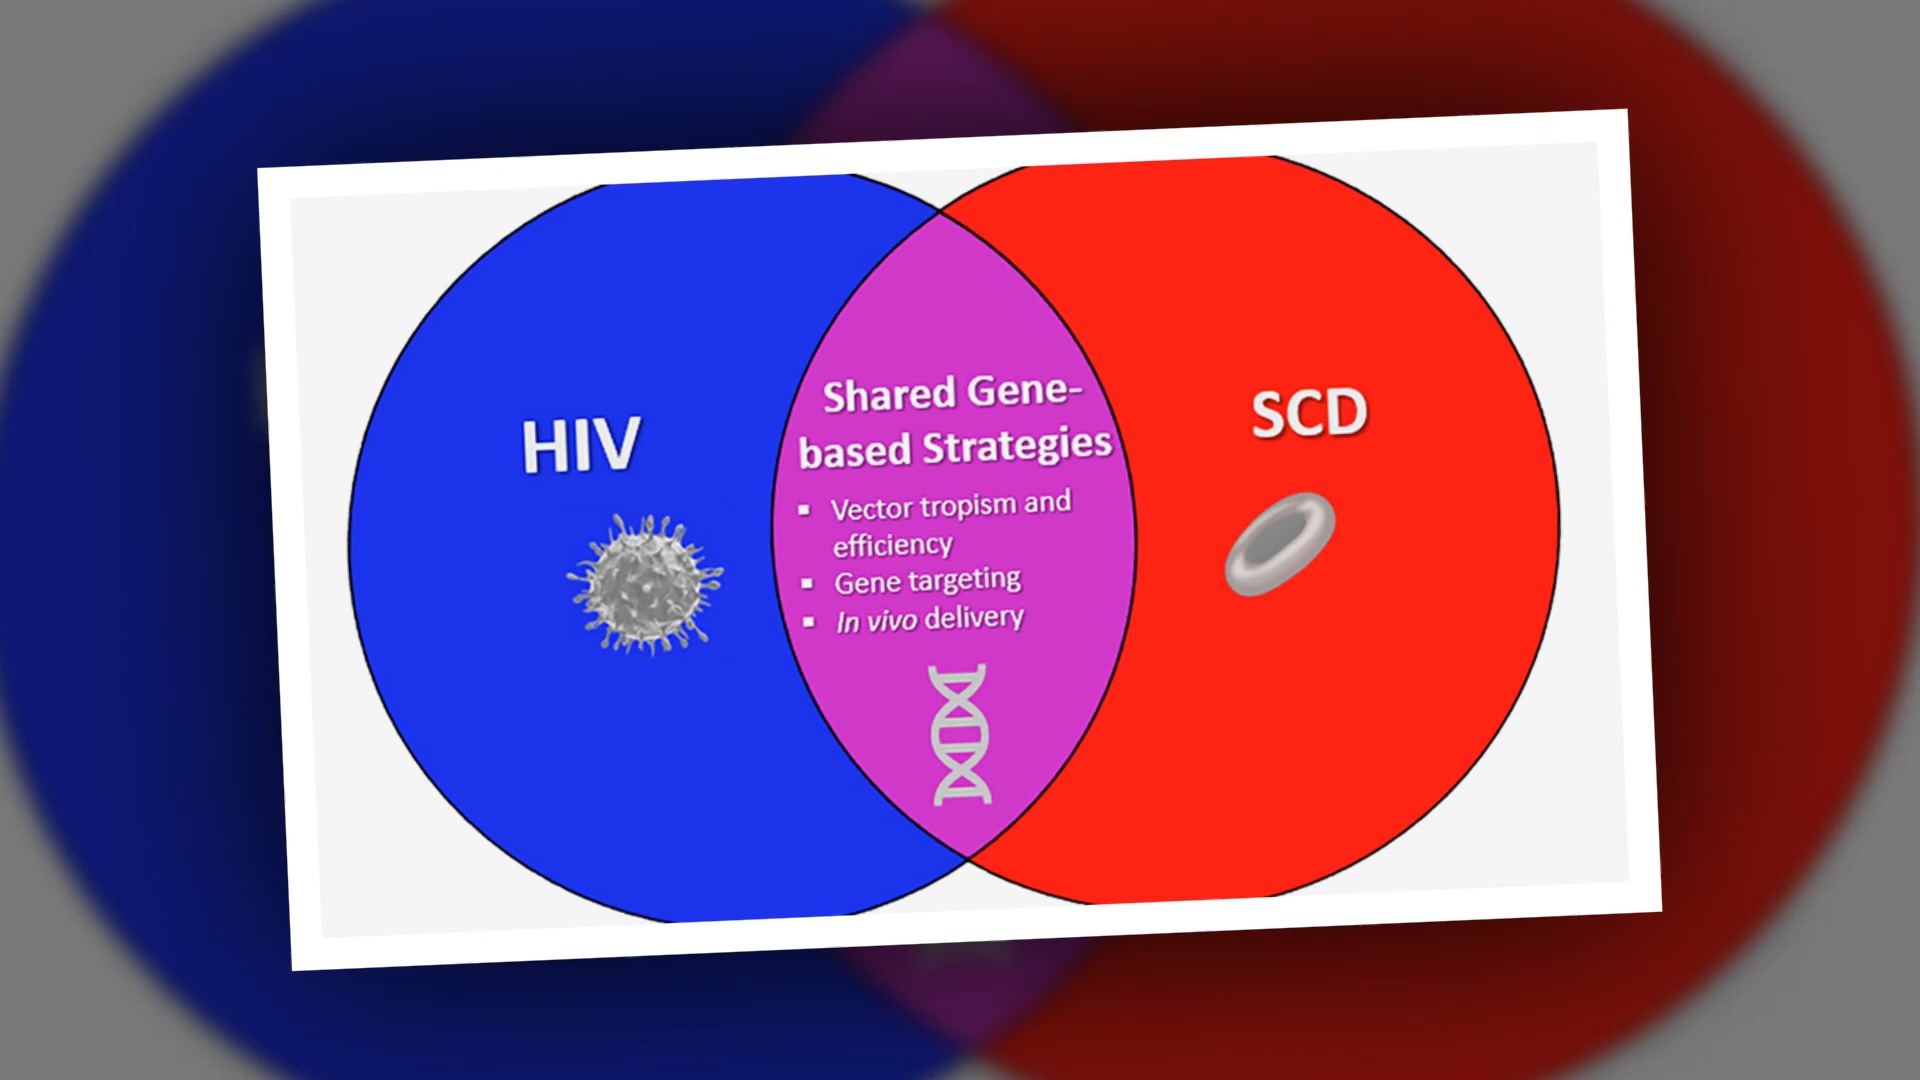 HIV
Shared Gene-
based Strategies
▪ Vector tropism and
efficiency
▪ Gene targeting
▪ In vivo delivery
SCD